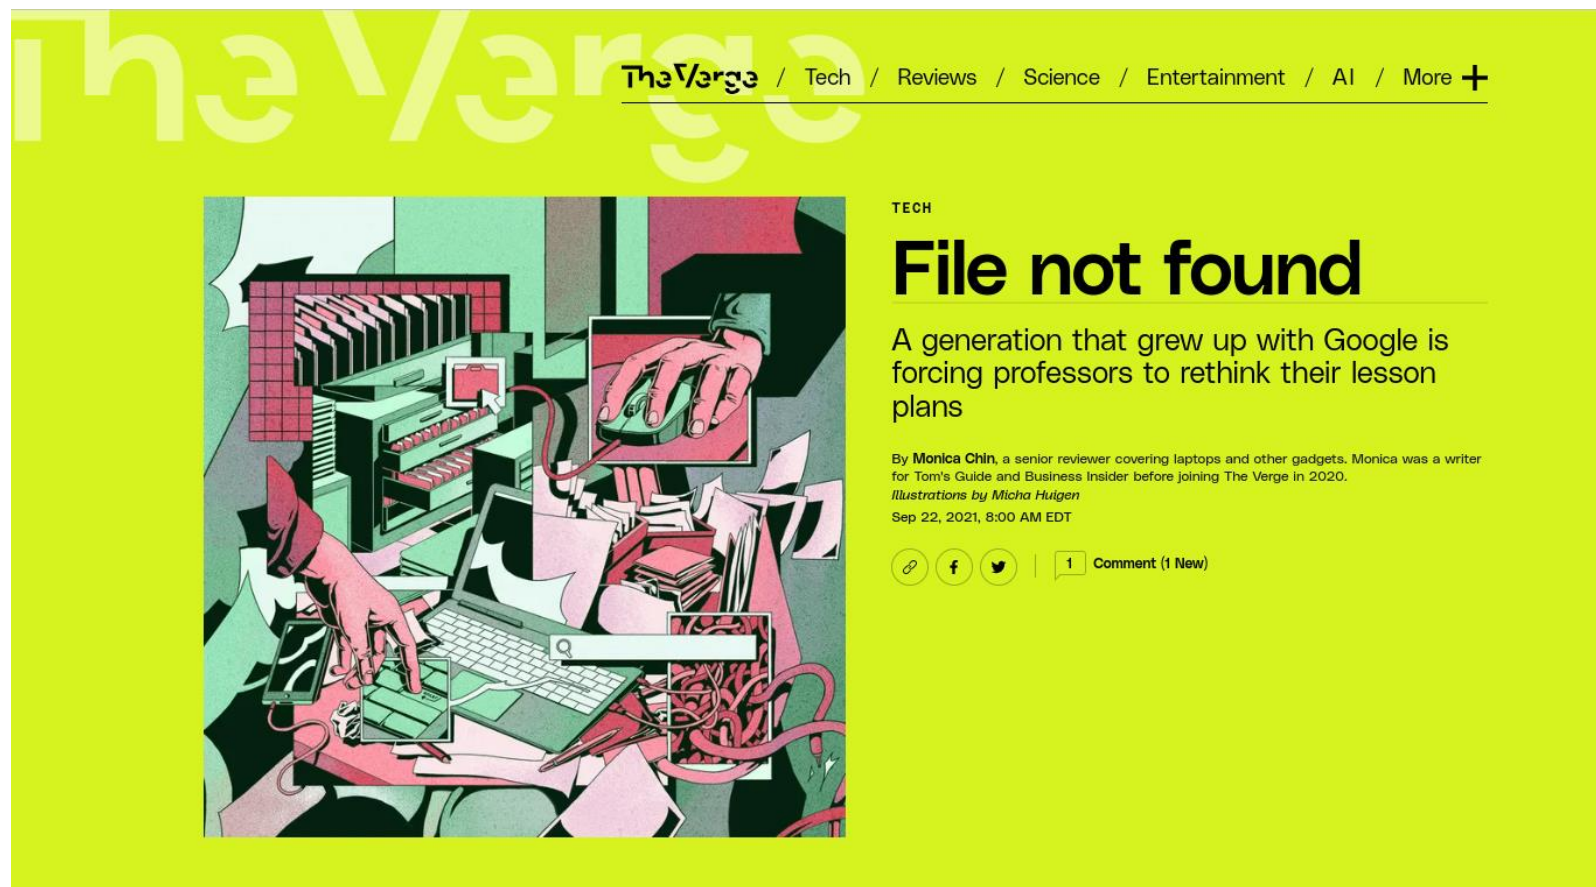 The Verge
The Verge / Tech / Reviews / Science / Entertainment / AI / More +
TECH
File not found
A generation that grew up with Google is
forcing professors to rethink their lesson
plans
By Monica Chin, a senior reviewer covering laptops and other gadgets. Monica was a writer
for Tom's Guide and Business Insider before joining The Verge in 2020.
Illustrations by Micha Huigen
Sep 22, 2021, 8:00 AM EDT
1 Comment (1 New)